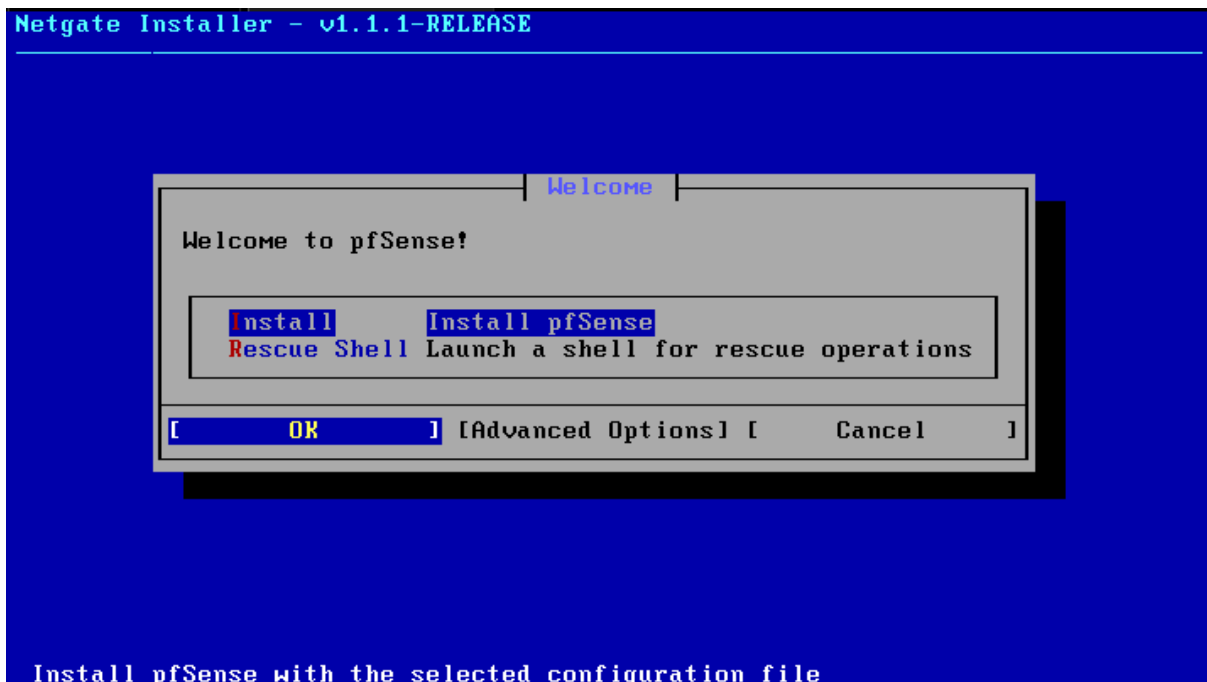 Netgate Installer - v1.1.1-RELEASE
Welcome
Welcome to pfSense!
Install Install pfSense
Rescue Shell Launch a shell for rescue operations
[ OK ] [Advanced Options] [ Cancel ]
Install pfSense with the selected configuration file